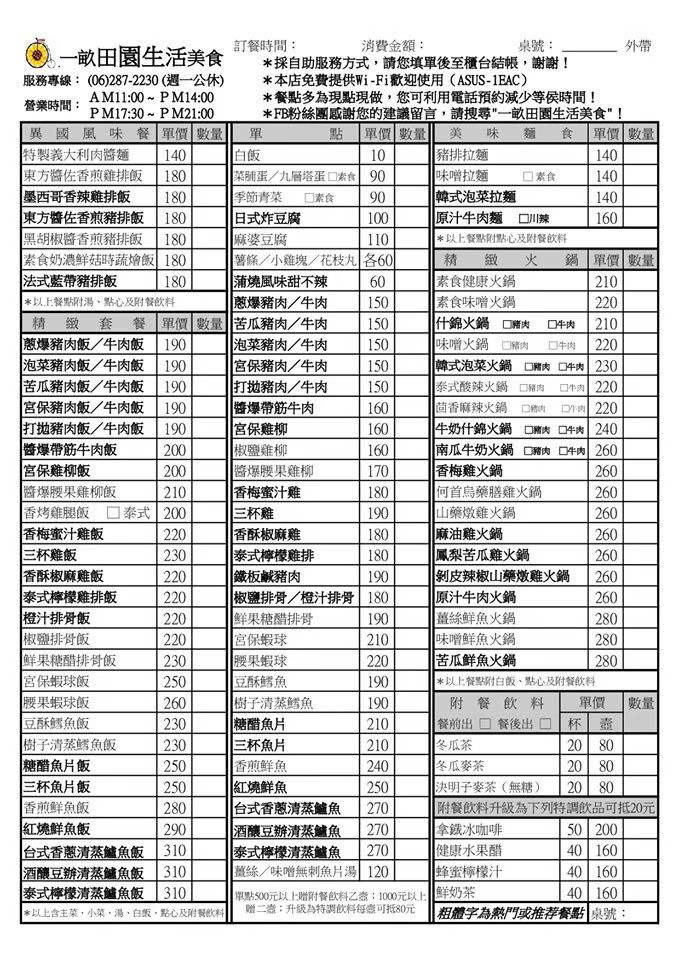 一畝田園生活美食
服務專線： (06)287-2230 (週一公休)
營業時間： A M11:00～P M14:00
P M17:30～P M21:00
訂餐時間： 消費金額： 桌號：______ 外帶
＊採自助服務方式，請您填單後至櫃台結帳，謝謝！
＊本店免費提供Wi-Fi歡迎使用（ASUS-1EAC）
＊餐點多為現點現做，您可利用電話預約減少等侯時間！
＊FB粉絲團感謝您的建議留言，請搜尋"一畝田園生活美食"！
異國風味餐 單價 數量
特製義大利肉醬麵 140
東方醬佐香煎雞排飯 180
墨西哥香辣雞排飯 180
東方醬佐香煎豬排飯 180
黑胡椒醬香煎豬排飯 180
素食奶濃鮮菇時蔬燴飯 180
法式藍帶豬排飯 180
＊以上餐點附湯、點心及附餐飲料
精緻套餐 單價 數量
蔥爆豬肉飯／牛肉飯 190
泡菜豬肉飯／牛肉飯 190
苦瓜豬肉飯／牛肉飯 190
宮保豬肉飯／牛肉飯 190
打拋豬肉飯／牛肉飯 190
醬爆帶筋牛肉飯 200
宮保雞柳飯 200
醬爆腰果雞柳飯 210
香烤雞腿飯 □泰式 200
香梅蜜汁雞飯 220
三杯雞飯 230
香酥椒麻雞飯 220
泰式檸檬雞排飯 220
橙汁排骨飯 220
椒鹽排骨飯 220
鮮果糖醋排骨飯 230
宮保蝦球飯 250
腰果蝦球飯 260
豆酥鱈魚飯 230
樹子清蒸鱈魚飯 230
糖醋魚片飯 250
三杯魚片飯 250
香煎鮮魚飯 280
紅燒鮮魚飯 290
台式香蔥清蒸鱸魚飯 310
酒釀豆瓣清蒸鱸魚飯 310
泰式檸檬清蒸鱸魚飯 310
＊以上含主菜，小菜，湯、白飯，點心及附餐飲料
單點 單價 數量
白飯 10
菜脯蛋／九層塔蛋 □素食 90
季節青菜 □素食 90
日式炸豆腐 100
麻婆豆腐 110
薯條／小雞塊／花枝丸 各60
蒲燒風味甜不辣 60
蔥爆豬肉／牛肉 150
苦瓜豬肉／牛肉 150
泡菜豬肉／牛肉 150
宮保豬肉／牛肉 150
打拋豬肉／牛肉 150
醬爆帶筋牛肉 160
宮保雞柳 160
椒鹽雞柳 160
醬爆腰果雞柳 170
香梅蜜汁雞 180
三杯雞 190
香酥椒麻雞 180
泰式檸檬雞排 180
鐵板鹹豬肉 190
椒鹽排骨／橙汁排骨 180
鮮果糖醋排骨 190
宮保蝦球 210
腰果蝦球 220
豆酥鱈魚 190
樹子清蒸鱈魚 190
糖醋魚片 210
三杯魚片 210
香煎鮮魚 240
紅燒鮮魚 250
台式香蔥清蒸鱸魚 270
酒釀豆瓣清蒸鱸魚 270
泰式檸檬清蒸鱸魚 270
薑絲／味噌無刺魚片湯 120
單點500元以上贈附餐飲料乙壺；1000元以上
贈二壺；升級為特調飲料每壺可抵80元
美味麵食 單價 數量
豬排拉麵 140
味噌拉麵 □素食 140
韓式泡菜拉麵 140
原汁牛肉麵 □川辣 160
＊以上餐點附點心及附餐飲料
精緻火鍋 單價 數量
素食健康火鍋 210
素食味噌火鍋 220
什錦火鍋 □豬肉 □牛肉 210
味噌火鍋 □豬肉 □牛肉 220
韓式泡菜火鍋 □豬肉 □牛肉 230
泰式酸辣火鍋 □豬肉 □牛肉 220
茴香麻辣火鍋 □豬肉 □牛肉 220
牛奶什錦火鍋 □豬肉 □牛肉 240
南瓜牛奶火鍋 □豬肉 □牛肉 260
香梅雞火鍋 260
何首烏藥膳雞火鍋 260
山藥燉雞火鍋 260
麻油雞火鍋 260
鳳梨苦瓜雞火鍋 260
剝皮辣椒山藥燉雞火鍋 260
原汁牛肉火鍋 260
薑絲鮮魚火鍋 280
味噌鮮魚火鍋 280
苦瓜鮮魚火鍋 280
＊以上餐點附白飯、點心及附餐飲料
附餐飲料 單價 數量
餐前出 □ 餐後出 □ 杯 壺
冬瓜茶 20 80
冬瓜麥茶 20 80
決明子麥茶（無糖） 20 80
附餐飲料升級為下列特調飲品可抵20元
拿鐵冰咖啡 50 200
健康水果醋 40 160
蜂蜜檸檬汁 40 160
鮮奶茶 40 160
粗體字為熱門或推荐餐點 桌號：